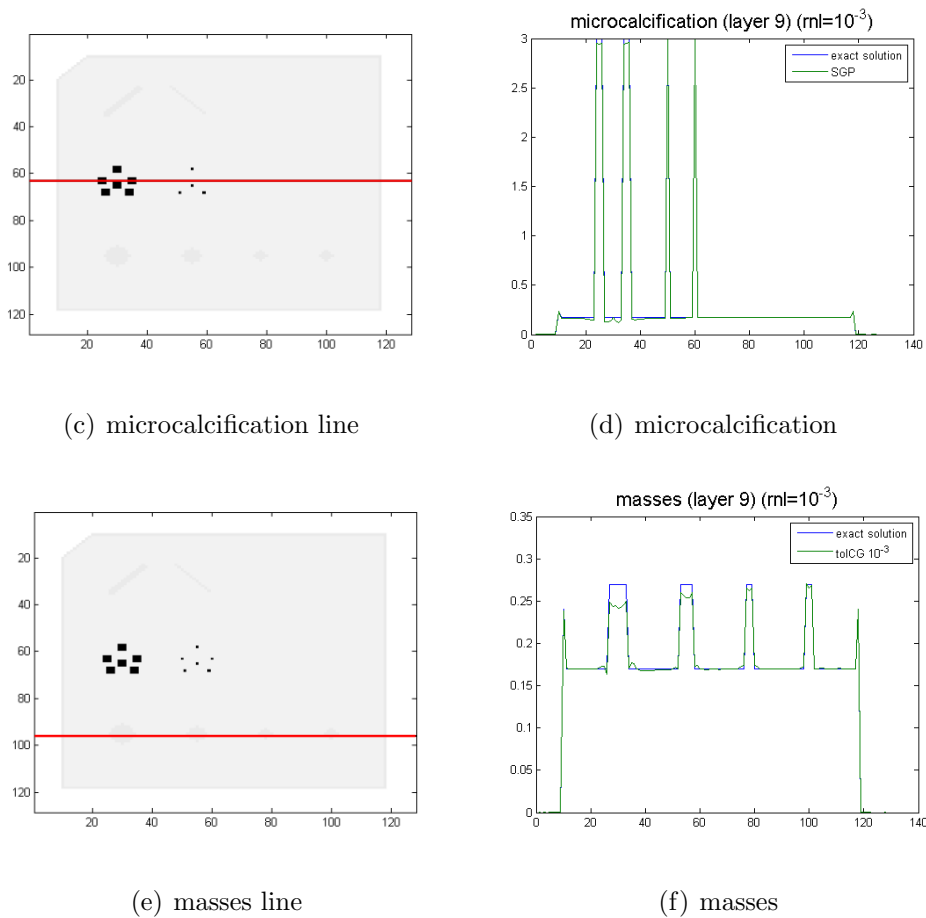 20
40
60
80
100
120
20 40 60 80 100 120
(c) microcalcification line
microcalcification (layer 9) (rnl=10^-3)
exact solution
SGP
3
2.5
2
1.5
1
0.5
0
0 20 40 60 80 100 120 140
(d) microcalcification
20
40
60
80
100
120
20 40 60 80 100 120
(e) masses line
masses (layer 9) (rnl=10^-3)
exact solution
tolCG 10^-3
0.35
0.3
0.25
0.2
0.15
0.1
0.05
0
0 20 40 60 80 100 120 140
(f) masses